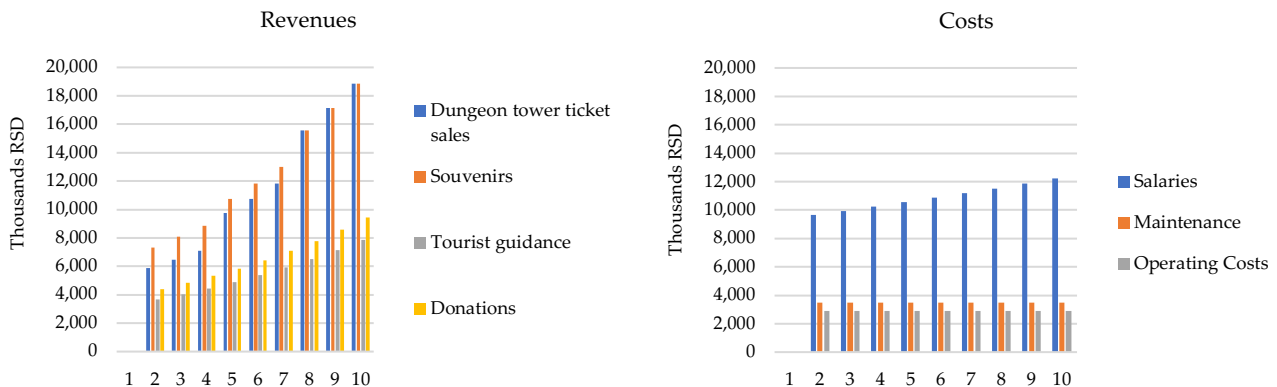 Revenues
Thousands RSD
20,000
18,000
16,000
14,000
12,000
10,000
8,000
6,000
4,000
2,000
0
1 2 3 4 5 6 7 8 9 10
Dungeon tower ticket
sales
Souvenirs
Tourist guidance
Donations
Costs
Thousands RSD
20,000
18,000
16,000
14,000
12,000
10,000
8,000
6,000
4,000
2,000
0
1 2 3 4 5 6 7 8 9 10
Salaries
Maintenance
Operating Costs